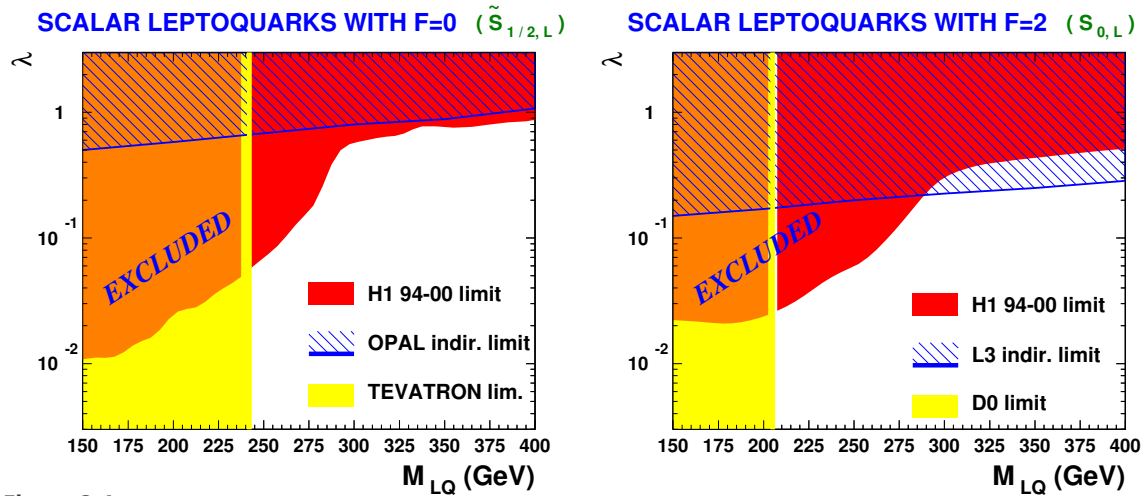 SCALAR LEPTOQUARKS WITH F=0 ( S̃ 1/2, L )
λ
1
10⁻¹
10⁻²
EXCLUDED
H1 94-00 limit
OPAL indir. limit
TEVATRON lim.
150 175 200 225 250 275 300 325 350 375 400
M LQ (GeV)
SCALAR LEPTOQUARKS WITH F=2 ( S 0, L )
λ
1
10⁻¹
10⁻²
EXCLUDED
H1 94-00 limit
L3 indir. limit
D0 limit
150 175 200 225 250 275 300 325 350 375 400
M LQ (GeV)